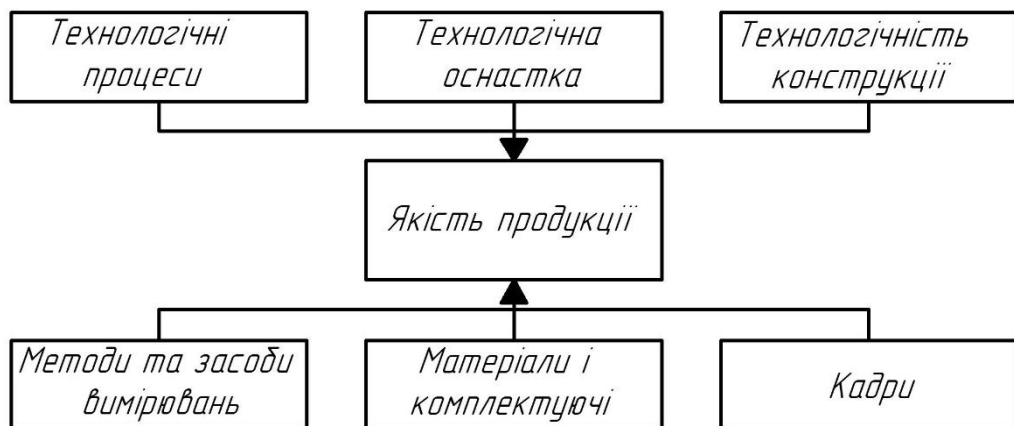 Технологічні
процеси
Технологічна
оснастка
Технологічність
конструкції
Якість продукції
Методи та засоби
вимірювань
Матеріали і
комплектуючі
Кадри